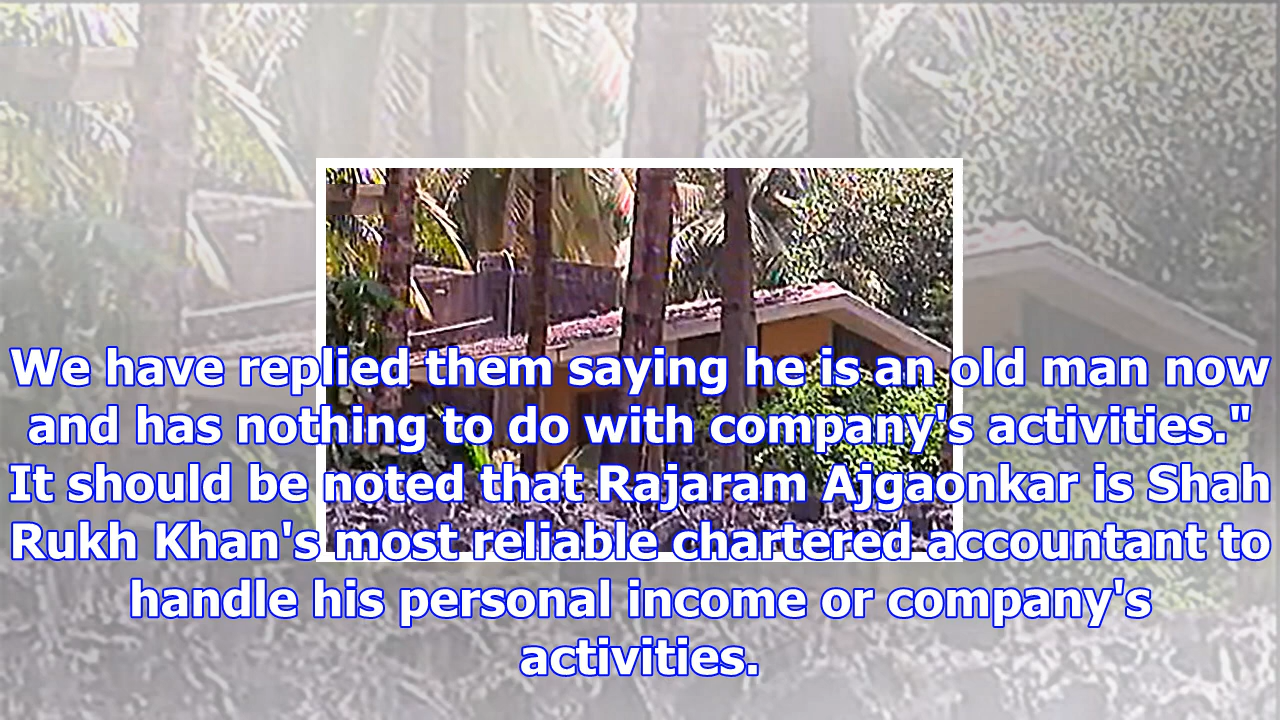 We have replied them saying he is an old man now
and has nothing to do with company's activities."
It should be noted that Rajaram Ajgaonkar is Shah
Rukh Khan's most reliable chartered accountant to
handle his personal income or company's
activities.